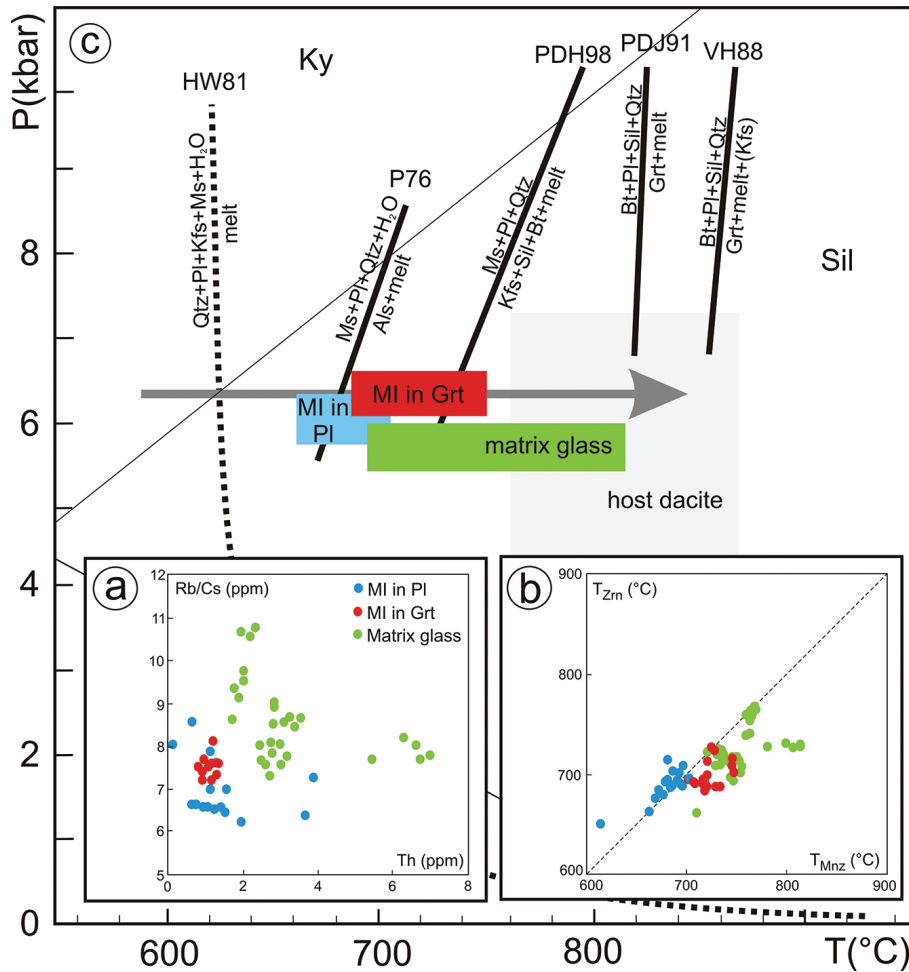 c
Ky
HW81
PDH98
PDJ91
VH88
P(kbar)
Qtz+Pl+Kfs+Ms+H2O
melt
P76
Ms+Pl+Qtz+H2O
Als+melt
Ms+Pl+Qtz
Kfs+Sil+Bt+melt
Bt+Pl+Sil+Qtz
Grt+melt
Bt+Pl+Sil+Qtz
Grt+melt+(Kfs)
Sil
8
6
4
2
0
MI in Grt
MI in
Pl
matrix glass
host dacite
a
Rb/Cs (ppm)
MI in Pl
MI in Grt
Matrix glass
12
11
10
9
8
7
6
5
0
2
4
6
8
Th (ppm)
b
TZrn (°C)
900
800
700
600
600
700
800
900
TMnz (°C)
600
700
800
T(°C)